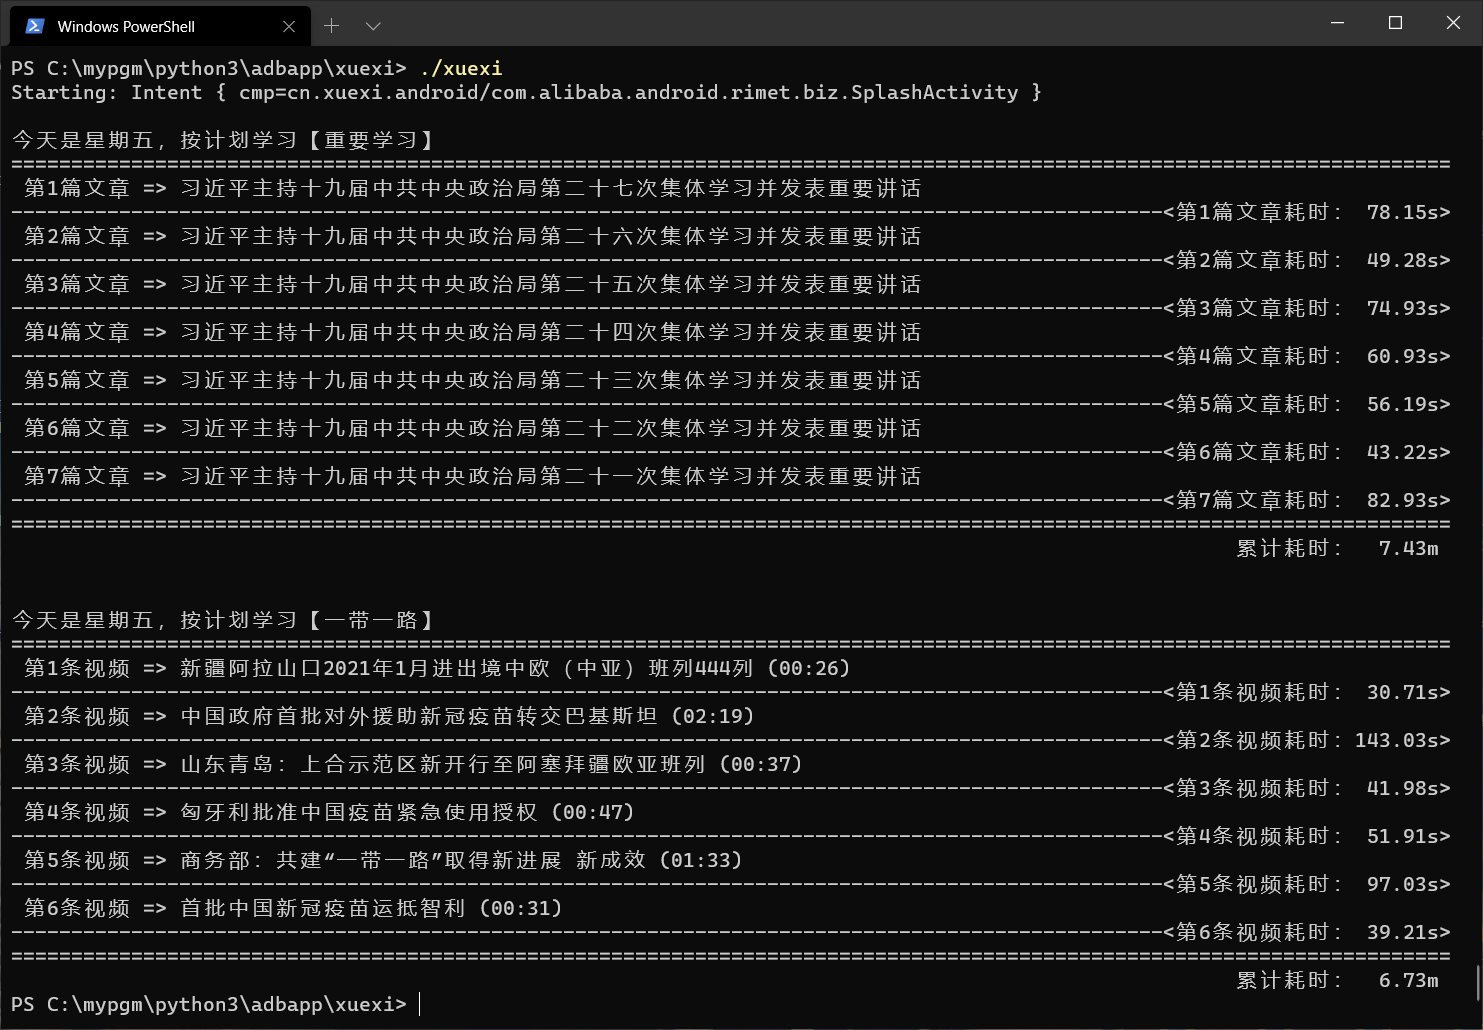 Windows PowerShell
PS C:\mypgm\python3\adbapp\xuexi> ./xuexi
Starting: Intent { cmp=cn.xuexi.android/com.alibaba.android.rimet.biz.SplashActivity }
今天是星期五，按计划学习【重要学习】
========================================================================================================================
第1篇文章 => 习近平主持十九届中共中央政治局第二十七次集体学习并发表重要讲话
------------------------------------------------------------------------------------------------<第1篇文章耗时： 78.15s>
第2篇文章 => 习近平主持十九届中共中央政治局第二十六次集体学习并发表重要讲话
------------------------------------------------------------------------------------------------<第2篇文章耗时： 49.28s>
第3篇文章 => 习近平主持十九届中共中央政治局第二十五次集体学习并发表重要讲话
------------------------------------------------------------------------------------------------<第3篇文章耗时： 74.93s>
第4篇文章 => 习近平主持十九届中共中央政治局第二十四次集体学习并发表重要讲话
------------------------------------------------------------------------------------------------<第4篇文章耗时： 60.93s>
第5篇文章 => 习近平主持十九届中共中央政治局第二十三次集体学习并发表重要讲话
------------------------------------------------------------------------------------------------<第5篇文章耗时： 56.19s>
第6篇文章 => 习近平主持十九届中共中央政治局第二十二次集体学习并发表重要讲话
------------------------------------------------------------------------------------------------<第6篇文章耗时： 43.22s>
第7篇文章 => 习近平主持十九届中共中央政治局第二十一次集体学习并发表重要讲话
------------------------------------------------------------------------------------------------<第7篇文章耗时： 82.93s>
========================================================================================================================
累计耗时： 7.43m
今天是星期五，按计划学习【一带一路】
========================================================================================================================
第1条视频 => 新疆阿拉山口2021年1月进出境中欧（中亚）班列444列 (00:26)
------------------------------------------------------------------------------------------------<第1条视频耗时： 30.71s>
第2条视频 => 中国政府首批对外援助新冠疫苗转交巴基斯坦 (02:19)
------------------------------------------------------------------------------------------------<第2条视频耗时：143.03s>
第3条视频 => 山东青岛：上合示范区新开行至阿塞拜疆欧亚班列 (00:37)
------------------------------------------------------------------------------------------------<第3条视频耗时： 41.98s>
第4条视频 => 匈牙利批准中国疫苗紧急使用授权 (00:47)
------------------------------------------------------------------------------------------------<第4条视频耗时： 51.91s>
第5条视频 => 商务部：共建“一带一路”取得新进展 新成效 (01:33)
------------------------------------------------------------------------------------------------<第5条视频耗时： 97.03s>
第6条视频 => 首批中国新冠疫苗运抵智利 (00:31)
------------------------------------------------------------------------------------------------<第6条视频耗时： 39.21s>
========================================================================================================================
累计耗时： 6.73m
PS C:\mypgm\python3\adbapp\xuexi>